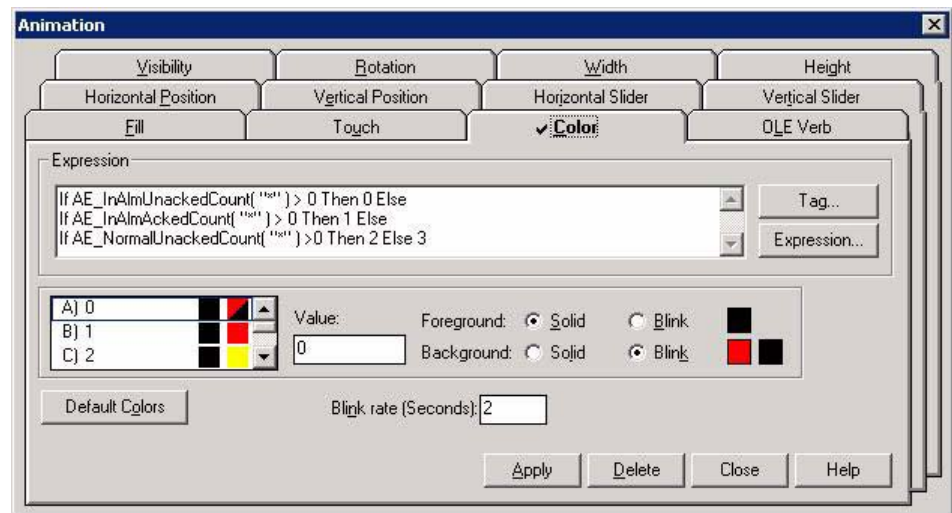 Animation
Visibility
Rotation
Width
Height
Horizontal Position
Vertical Position
Horizontal Slider
Vertical Slider
Fill
Touch
Color
OLE Verb
Expression
If AE_InAlmUnackedCount( "*" ) > 0 Then 0 Else
If AE_InAlmAckedCount( "*" ) > 0 Then 1 Else
If AE_NormalUnackedCount( "*" ) >0 Then 2 Else 3
Tag...
Expression...
A) 0
B) 1
C) 2
Value:
0
Foreground: Solid Blink
Background: Solid Blink
Default Colors
Blink rate (Seconds): 2
Apply
Delete
Close
Help